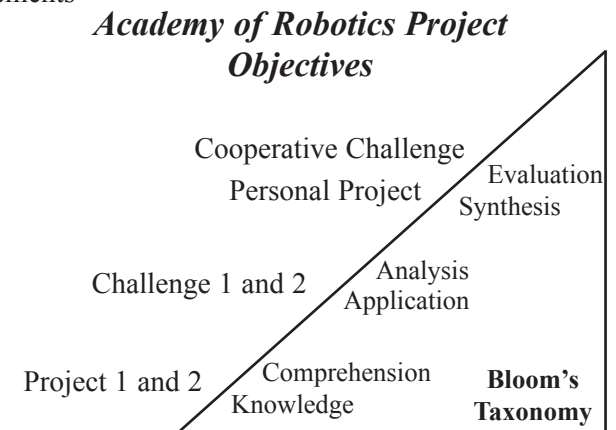 Academy of Robotics Project
Objectives
Cooperative Challenge
Personal Project
Evaluation
Synthesis
Challenge 1 and 2
Analysis
Application
Project 1 and 2
Comprehension
Knowledge
Bloom's
Taxonomy